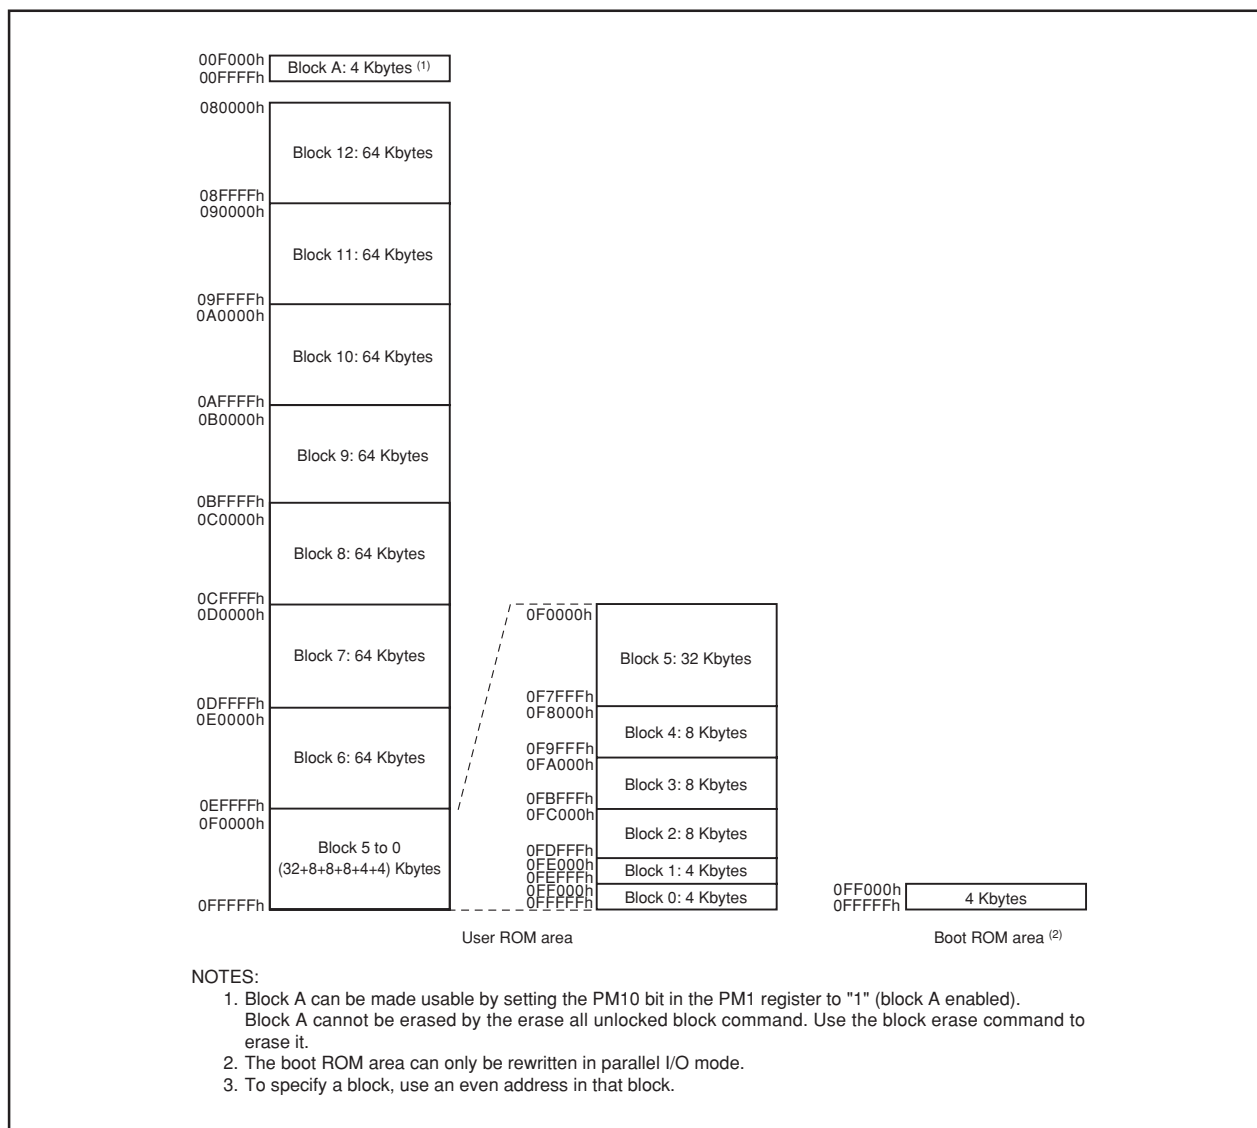 00F000h
00FFFFh
Block A: 4 Kbytes (1)
080000h
Block 12: 64 Kbytes
08FFFFh
090000h
Block 11: 64 Kbytes
09FFFFh
0A0000h
Block 10: 64 Kbytes
0AFFFFh
0B0000h
Block 9: 64 Kbytes
0BFFFFh
0C0000h
Block 8: 64 Kbytes
0CFFFFh
0D0000h
Block 7: 64 Kbytes
0DFFFFh
0E0000h
Block 6: 64 Kbytes
0EFFFFh
0F0000h
Block 5 to 0
(32+8+8+8+4+4) Kbytes
0FFFFFh
0F0000h
Block 5: 32 Kbytes
0F7FFFh
0F8000h
Block 4: 8 Kbytes
0F9FFFh
0FA000h
Block 3: 8 Kbytes
0FBFFFh
0FC000h
Block 2: 8 Kbytes
0FDFFFh
0FE000h
Block 1: 4 Kbytes
0FEFFFh
0FF000h
Block 0: 4 Kbytes
0FFFFFh
User ROM area
0FF000h
0FFFFFh
4 Kbytes
Boot ROM area (2)
NOTES:
1. Block A can be made usable by setting the PM10 bit in the PM1 register to "1" (block A enabled).
Block A cannot be erased by the erase all unlocked block command. Use the block erase command to
erase it.
2. The boot ROM area can only be rewritten in parallel I/O mode.
3. To specify a block, use an even address in that block.